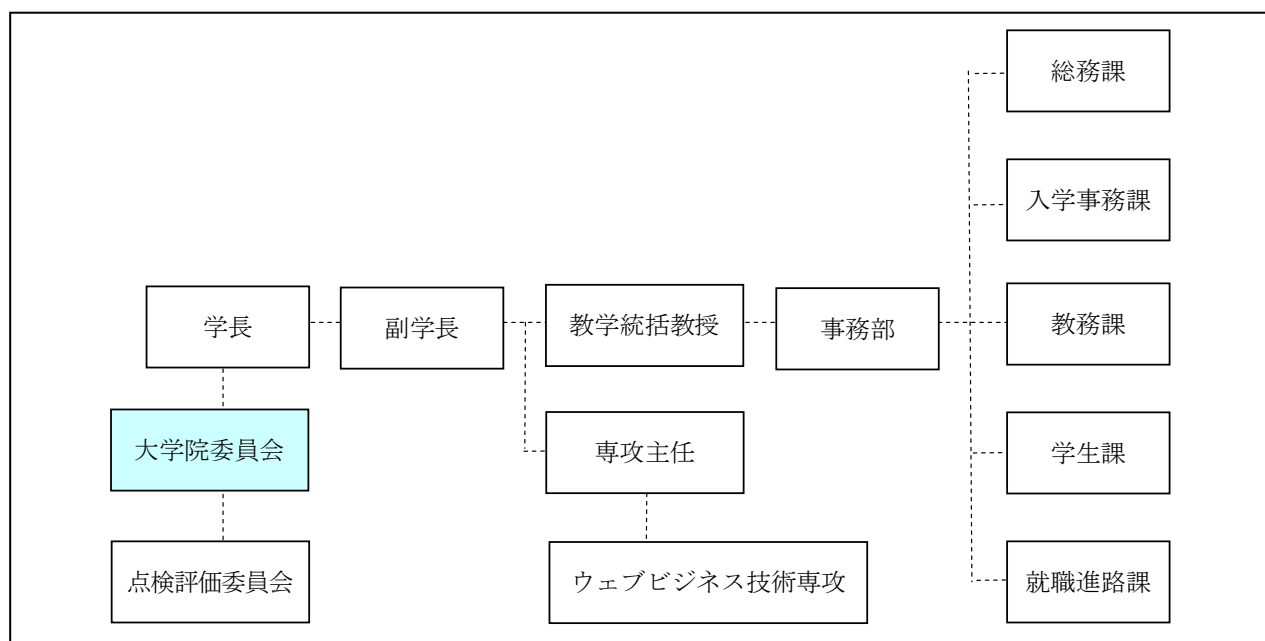 総務課
入学事務課
学長
副学長
教学統括教授
事務部
教務課
大学院委員会
専攻主任
学生課
点検評価委員会
ウェブビジネス技術専攻
就職進路課